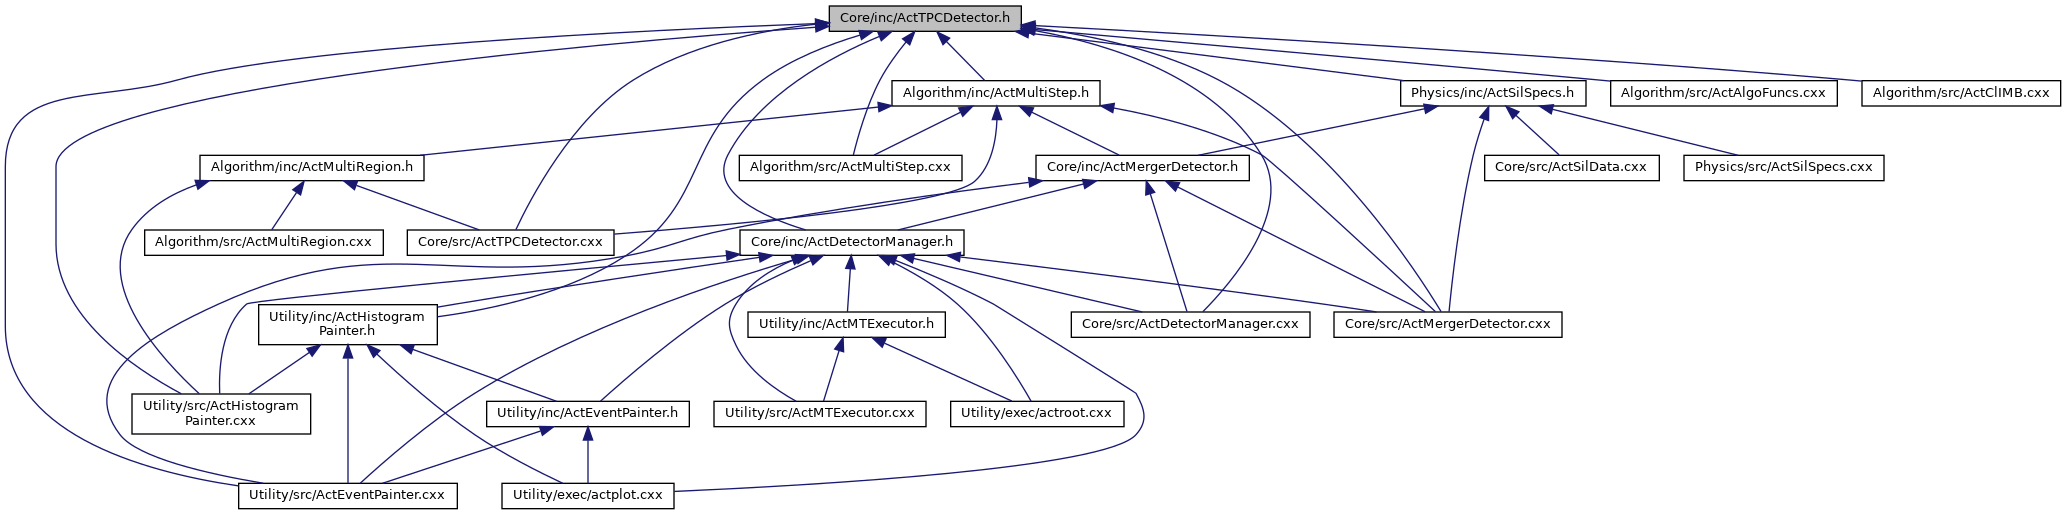 Core/inc/ActTPCDetector.h
Algorithm/inc/ActMultiStep.h
Physics/inc/ActSilSpecs.h
Algorithm/src/ActAlgoFuncs.cxx
Algorithm/src/ActClIMB.cxx
Algorithm/inc/ActMultiRegion.h
Algorithm/src/ActMultiStep.cxx
Core/inc/ActMergerDetector.h
Core/src/ActSilData.cxx
Physics/src/ActSilSpecs.cxx
Algorithm/src/ActMultiRegion.cxx
Core/src/ActTPCDetector.cxx
Core/inc/ActDetectorManager.h
Utility/inc/ActHistogram
Painter.h
Utility/inc/ActMTExecutor.h
Core/src/ActDetectorManager.cxx
Core/src/ActMergerDetector.cxx
Utility/src/ActHistogram
Painter.cxx
Utility/inc/ActEventPainter.h
Utility/src/ActMTExecutor.cxx
Utility/exec/actroot.cxx
Utility/src/ActEventPainter.cxx
Utility/exec/actplot.cxx